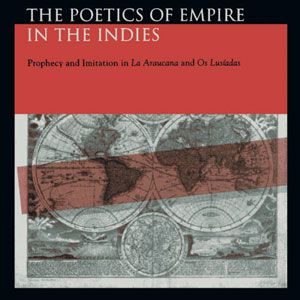 THE POETICS OF EMPIRE
IN THE INDIES
Prophecy and Imitation in La Araucana and Os Lusíadas